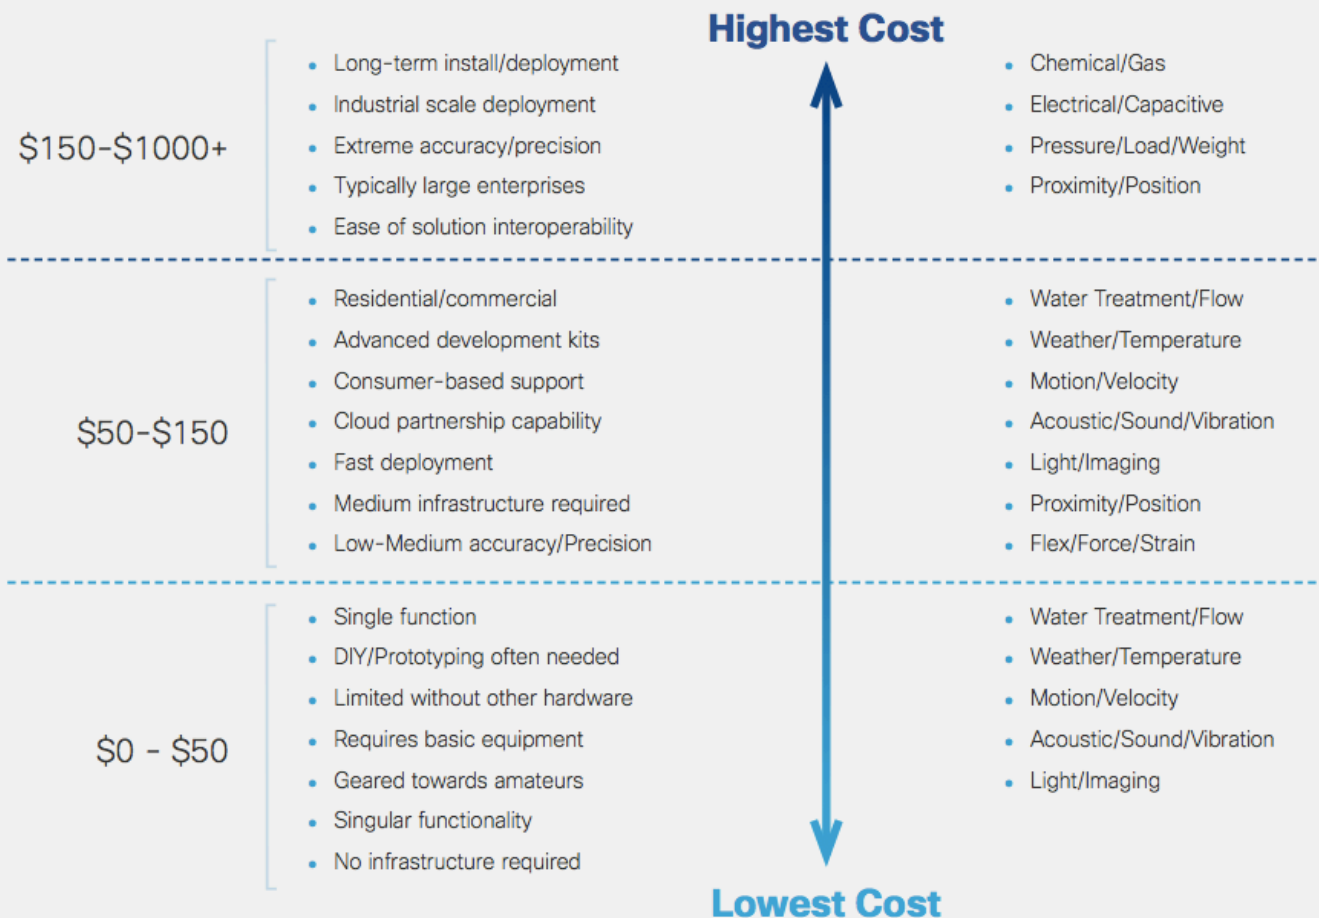 Highest Cost
$150-$1000+
Long-term install/deployment
Industrial scale deployment
Extreme accuracy/precision
Typically large enterprises
Ease of solution interoperability
Chemical/Gas
Electrical/Capacitive
Pressure/Load/Weight
Proximity/Position
$50-$150
Residential/commercial
Advanced development kits
Consumer-based support
Cloud partnership capability
Fast deployment
Medium infrastructure required
Low-Medium accuracy/Precision
Water Treatment/Flow
Weather/Temperature
Motion/Velocity
Acoustic/Sound/Vibration
Light/Imaging
Proximity/Position
Flex/Force/Strain
$0 - $50
Single function
DIY/Prototyping often needed
Limited without other hardware
Requires basic equipment
Geared towards amateurs
Singular functionality
No infrastructure required
Water Treatment/Flow
Weather/Temperature
Motion/Velocity
Acoustic/Sound/Vibration
Light/Imaging
Lowest Cost